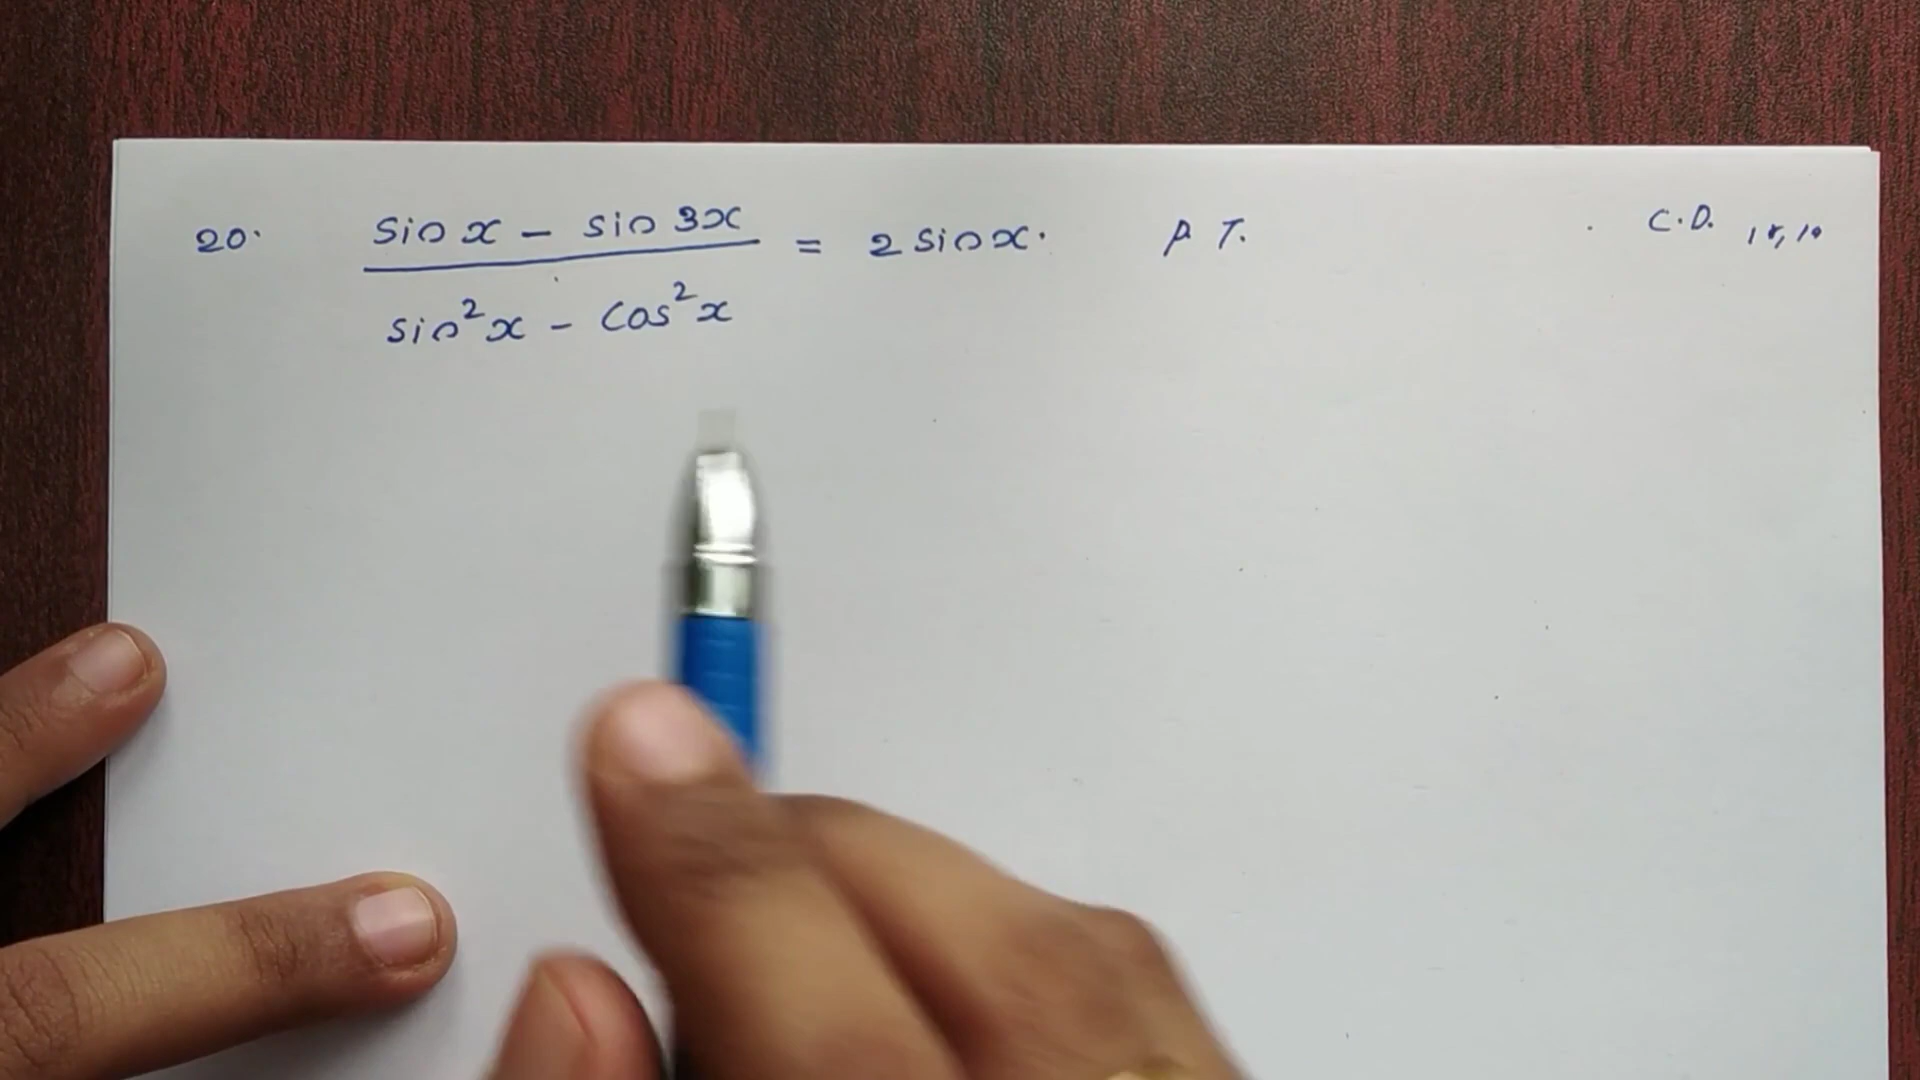 20. sin x - sin 3x / sin²x - cos²x = 2 sin x. P.T. C.D.